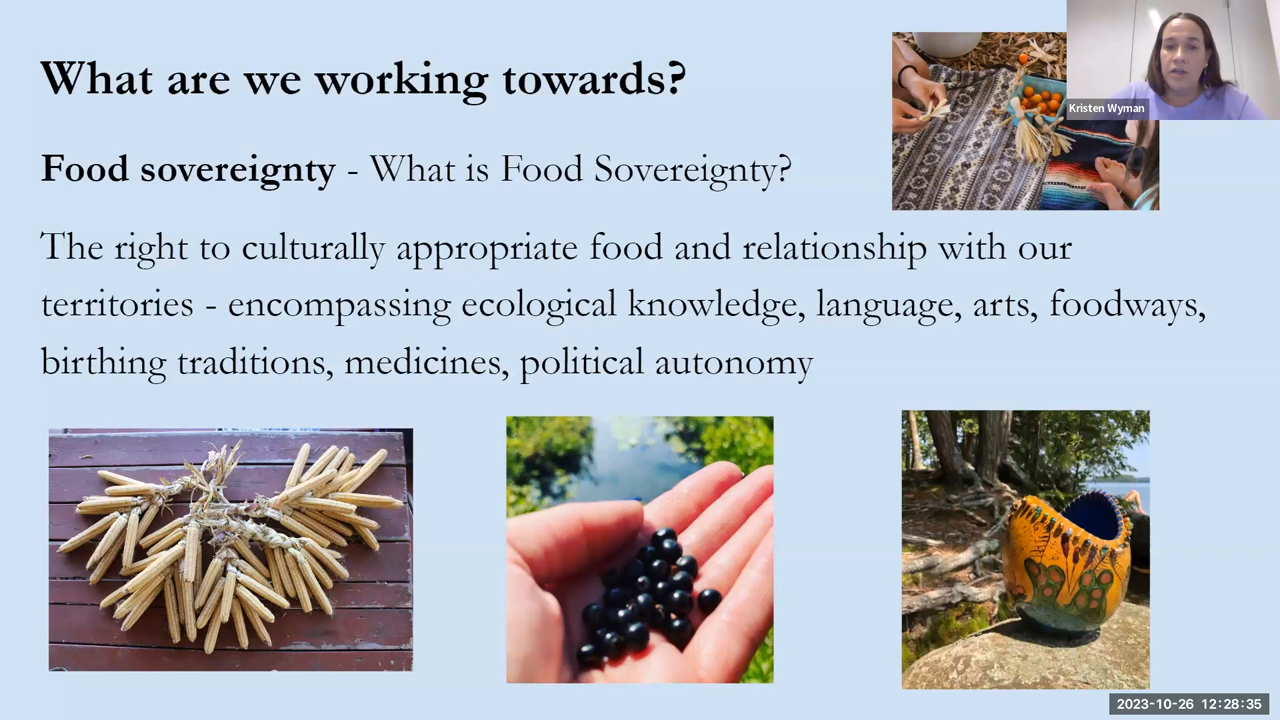 What are we working towards?
Kristen Wyman
Food sovereignty - What is Food Sovereignty?
The right to culturally appropriate food and relationship with our
territories - encompassing ecological knowledge, language, arts, foodways,
birthing traditions, medicines, political autonomy
2023-10-26 12:28:35